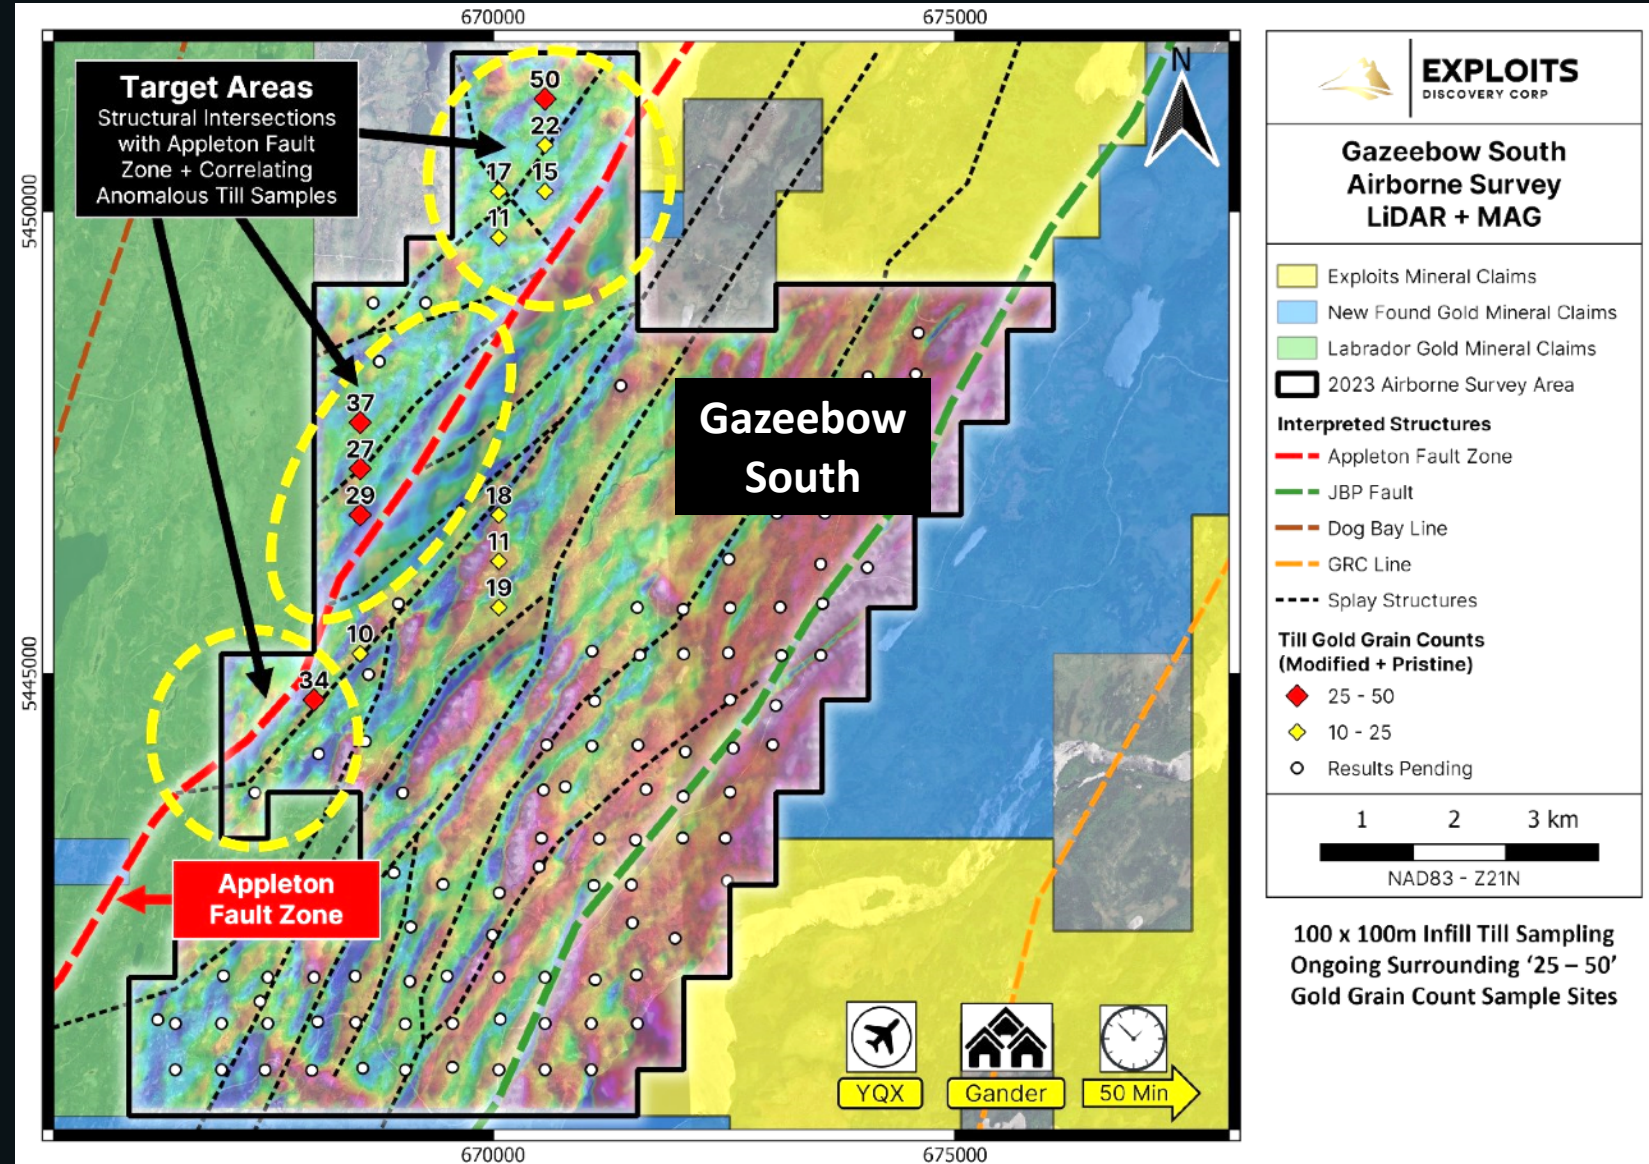 670000
675000
5450000
5445000
Target Areas
Structural Intersections
with Appleton Fault
Zone + Correlating
Anomalous Till Samples
50
22
17
15
11
37
27
29
18
11
19
10
34
Gazeebow
South
Appleton
Fault Zone
N
YQX
Gander
50 Min
670000
675000
EXPLOITS
DISCOVERY CORP
Gazeebow South
Airborne Survey
LiDAR + MAG
Exploits Mineral Claims
New Found Gold Mineral Claims
Labrador Gold Mineral Claims
2023 Airborne Survey Area
Interpreted Structures
Appleton Fault Zone
JBP Fault
Dog Bay Line
GRC Line
Splay Structures
Till Gold Grain Counts
(Modified + Pristine)
25 - 50
10 - 25
Results Pending
1 2 3 km
NAD83 - Z21N
100 x 100m Infill Till Sampling
Ongoing Surrounding ‘25 – 50’
Gold Grain Count Sample Sites